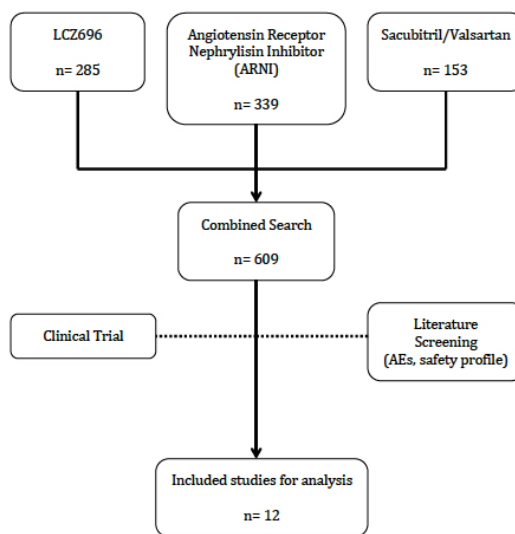 LCZ696
n= 285
Angiotensin Receptor
Nephrylisin Inhibitor
(ARNI)
n= 339
Sacubitril/Valsartan
n= 153
Combined Search
n= 609
Clinical Trial
Literature
Screening
(AEs, safety profile)
Included studies for analysis
n= 12